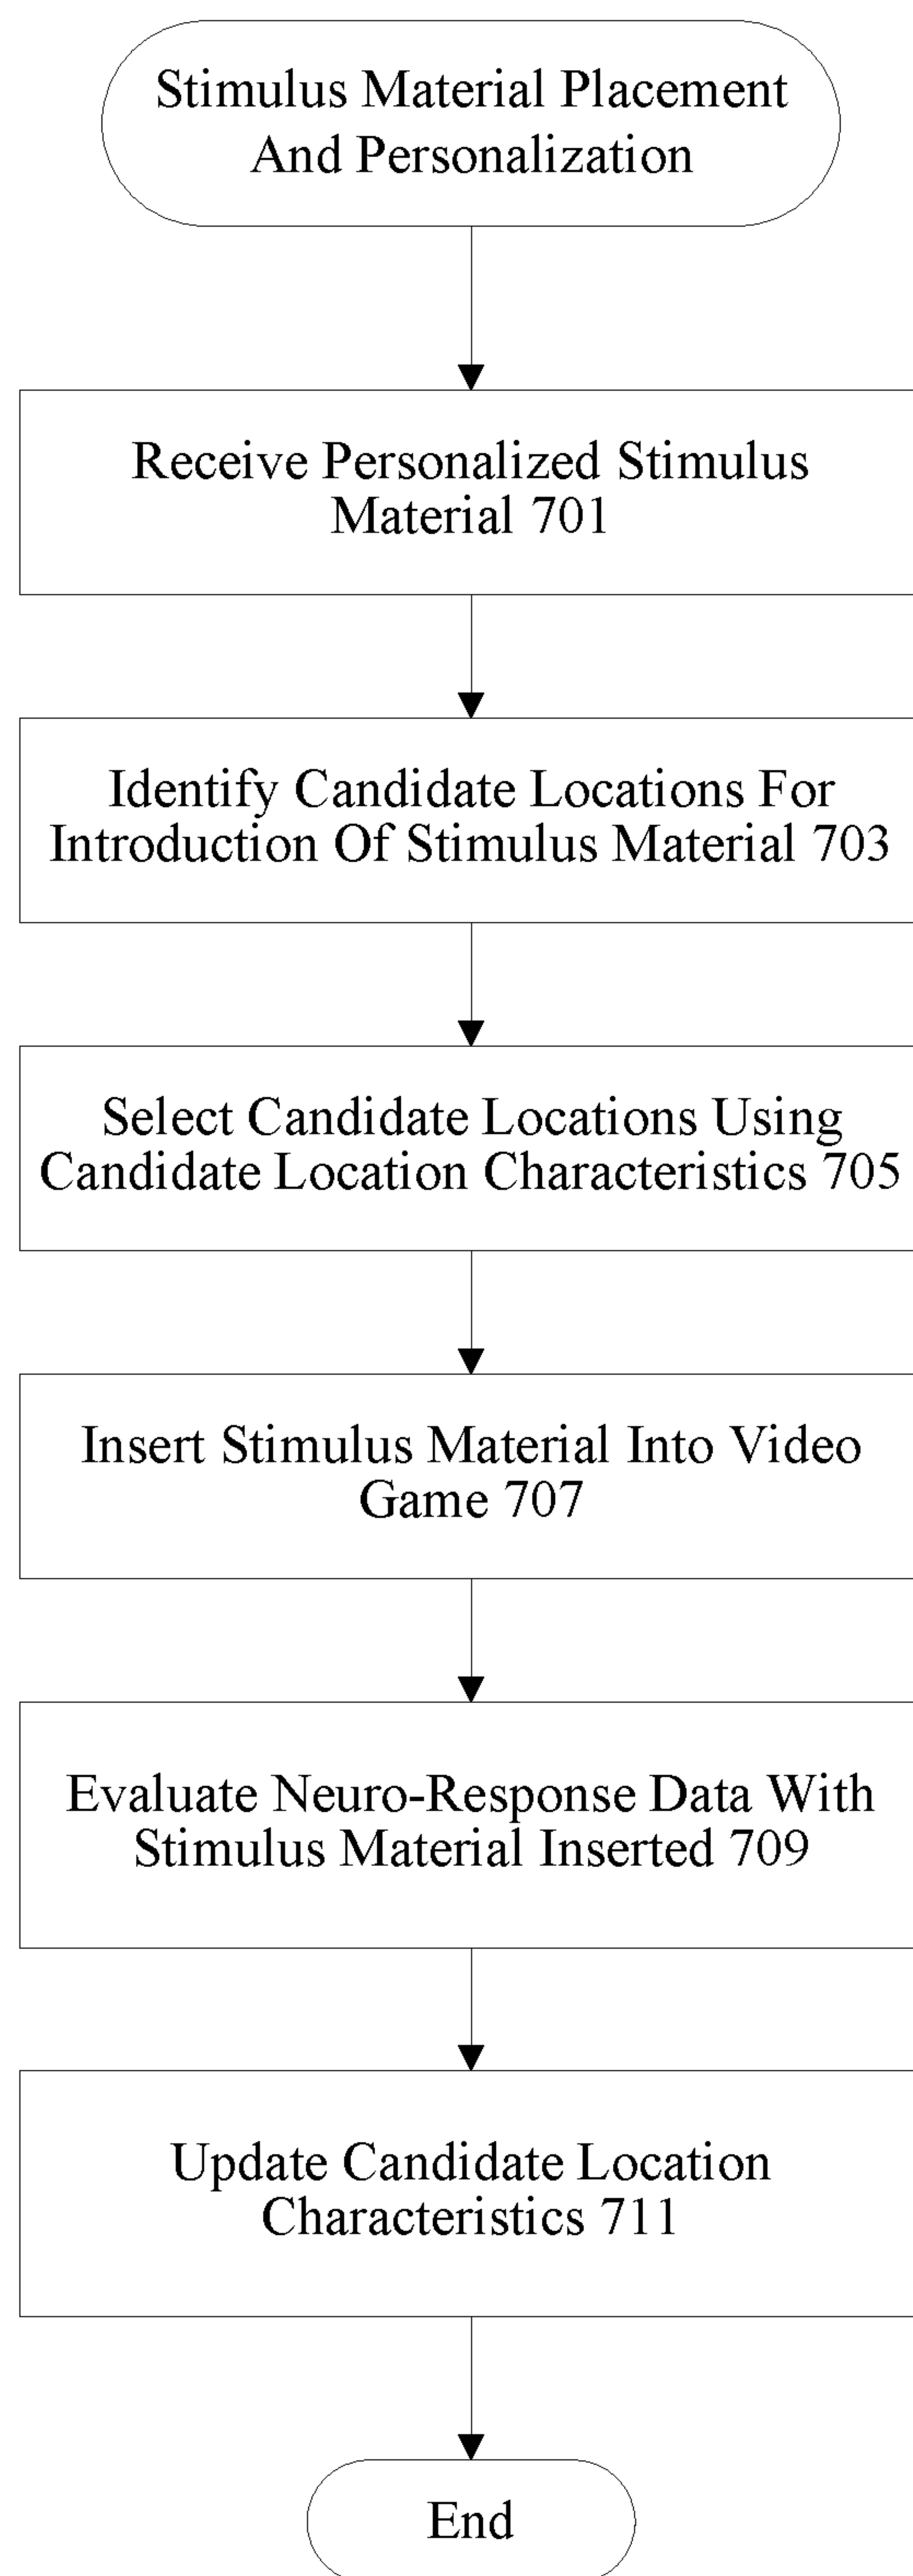 Stimulus Material Placement
And Personalization
Receive Personalized Stimulus
Material 701
Identify Candidate Locations For
Introduction Of Stimulus Material 703
Select Candidate Locations Using
Candidate Location Characteristics 705
Insert Stimulus Material Into Video
Game 707
Evaluate Neuro-Response Data With
Stimulus Material Inserted 709
Update Candidate Location
Characteristics 711
End